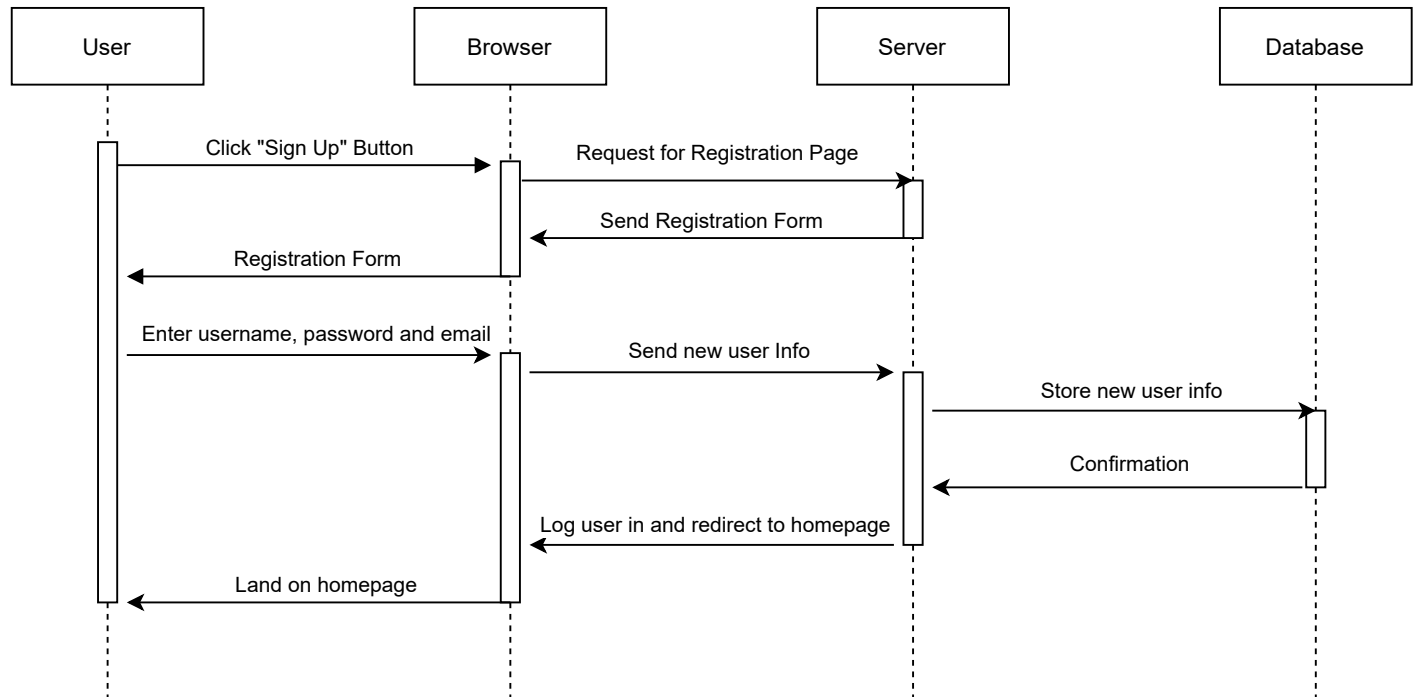 User
Browser
Server
Database
Click "Sign Up" Button
Request for Registration Page
Send Registration Form
Registration Form
Enter username, password and email
Send new user Info
Store new user info
Confirmation
Log user in and redirect to homepage
Land on homepage